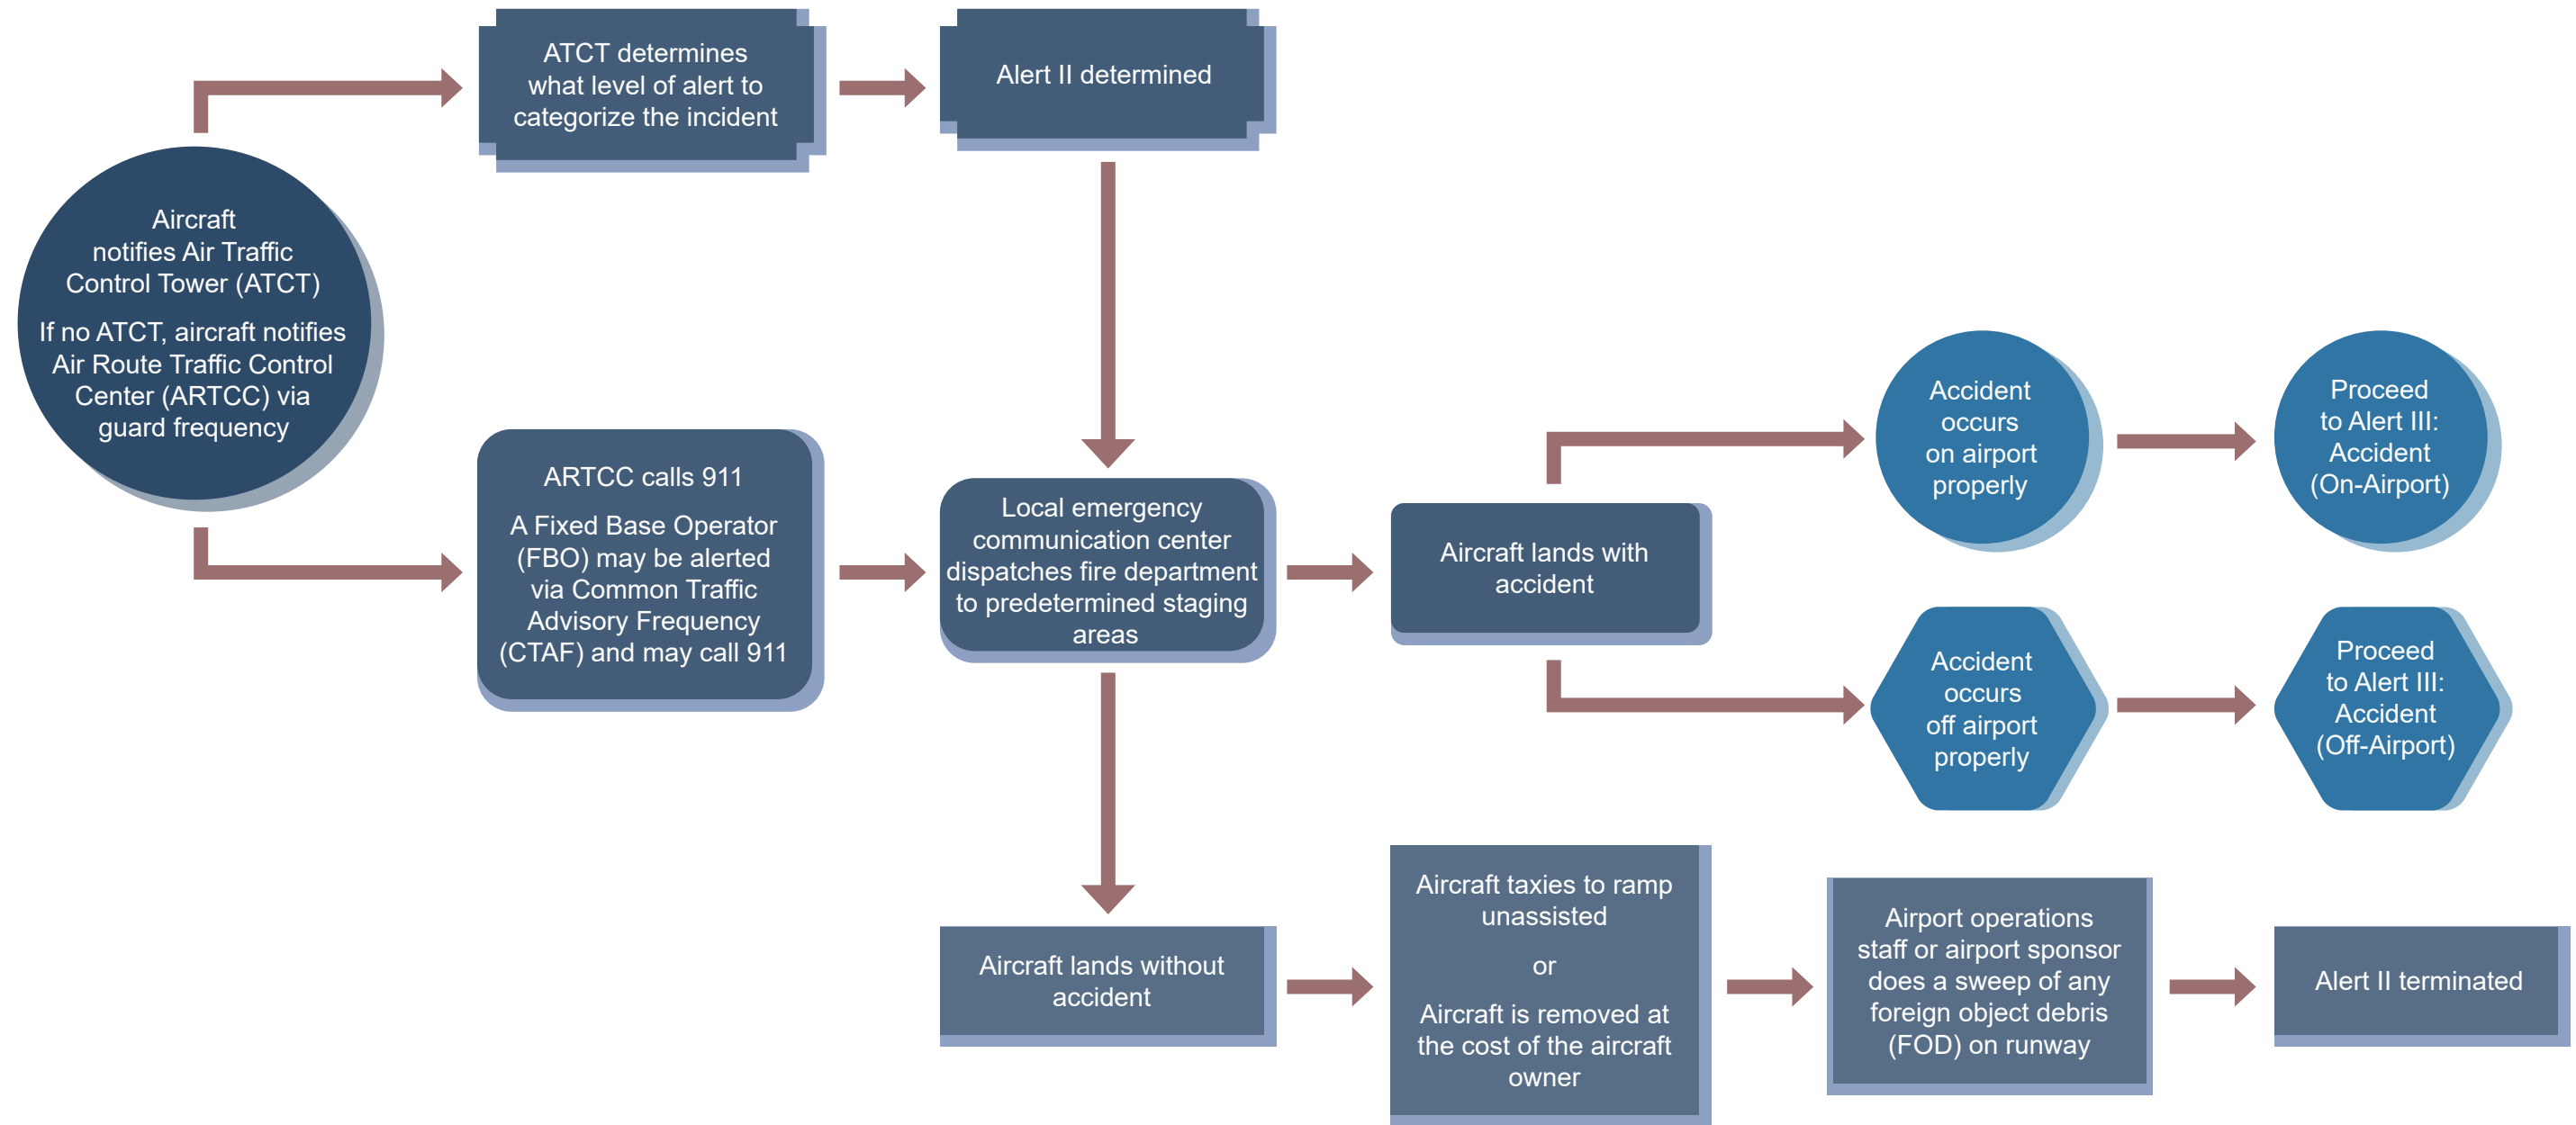 Aircraft
notifies Air Traffic
Control Tower (ATCT)
If no ATCT, aircraft notifies
Air Route Traffic Control
Center (ARTCC) via
guard frequency
ATCT determines
what level of alert to
categorize the incident
Alert II determined
ARTCC calls 911
A Fixed Base Operator
(FBO) may be alerted
via Common Traffic
Advisory Frequency
(CTAF) and may call 911
Local emergency
communication center
dispatches fire department
to predetermined staging
areas
Aircraft lands with
accident
Accident
occurs
on airport
properly
Proceed
to Alert III:
Accident
(On-Airport)
Accident
occurs
off airport
properly
Proceed
to Alert III:
Accident
(Off-Airport)
Aircraft lands without
accident
Aircraft taxies to ramp
unassisted
or
Aircraft is removed at
the cost of the aircraft
owner
Airport operations
staff or airport sponsor
does a sweep of any
foreign object debris
(FOD) on runway
Alert II terminated